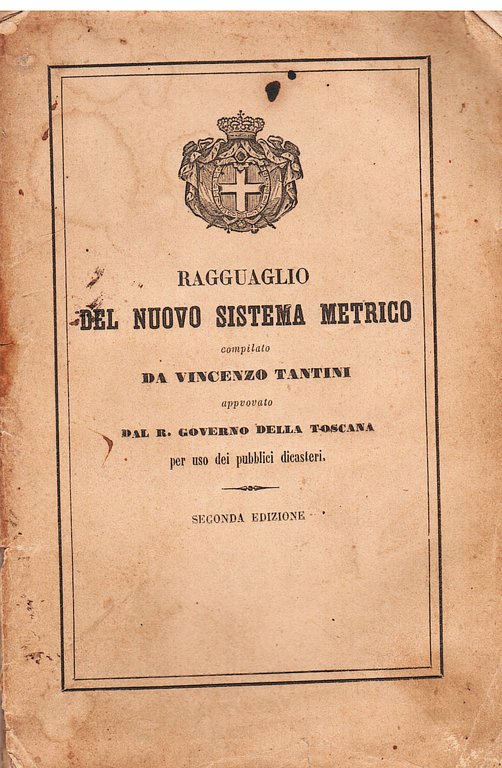 RAGGUAGLIO
DEL NUOVO SISTEMA METRICO
compilato
DA VINCENZO TANTINI
appvovato
DAL R. GOVERNO DELLA TOSCANA
per uso dei pubblici dicasteri.
SECONDA EDIZIONE